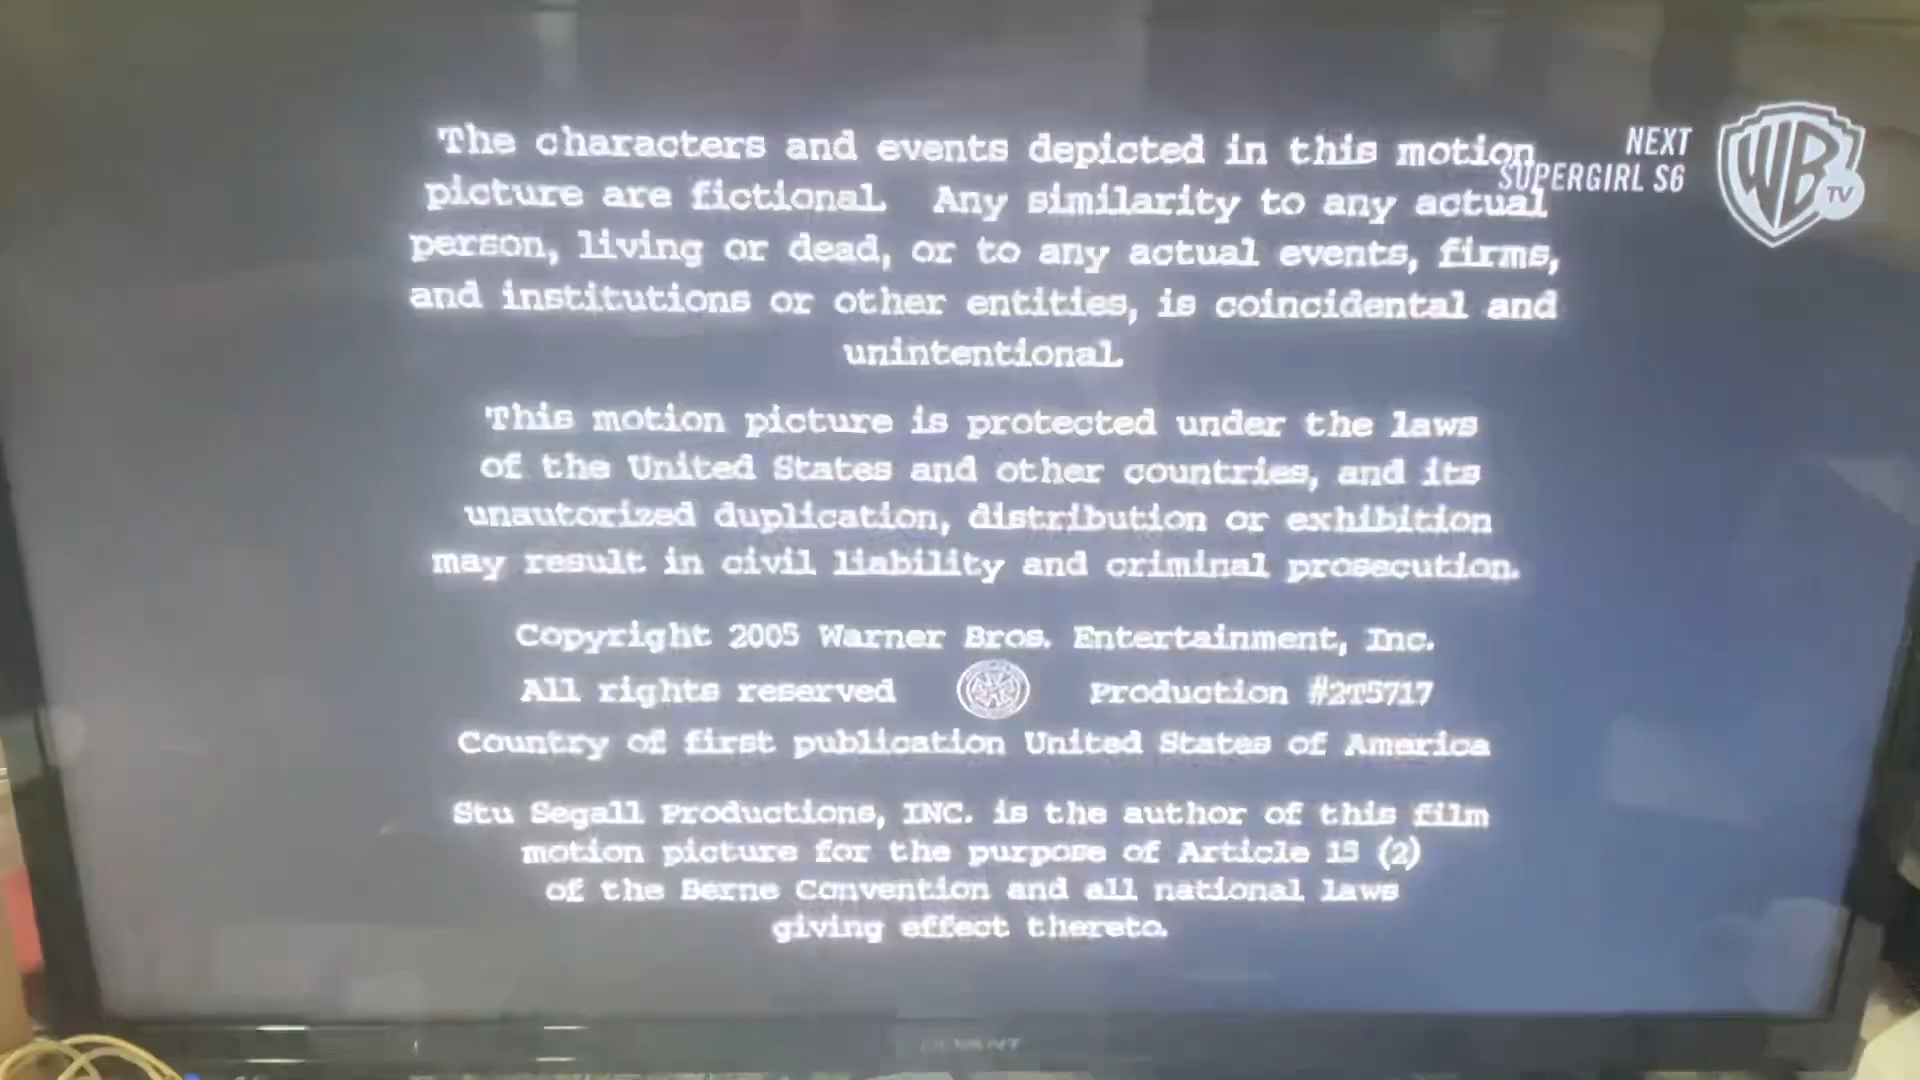 The characters and events depicted in this motion
picture are fictional. Any similarity to any actual
person, living or dead, or to any actual events, firms,
and institutions or other entities, is coincidental and
unintentional.
NEXT
SUPERGIRL S6
WB TV
This motion picture is protected under the laws
of the United States and other countries, and its
unautorized duplication, distribution or exhibition
may result in civil liability and criminal prosecution.
Copyright 2005 Warner Bros. Entertainment, Inc.
All rights reserved Production #2T5717
Country of first publication United States of America
Stu Segall Productions, INC. is the author of this film
motion picture for the purpose of Article 15 (2)
of the Berne Convention and all national laws
giving effect thereto.